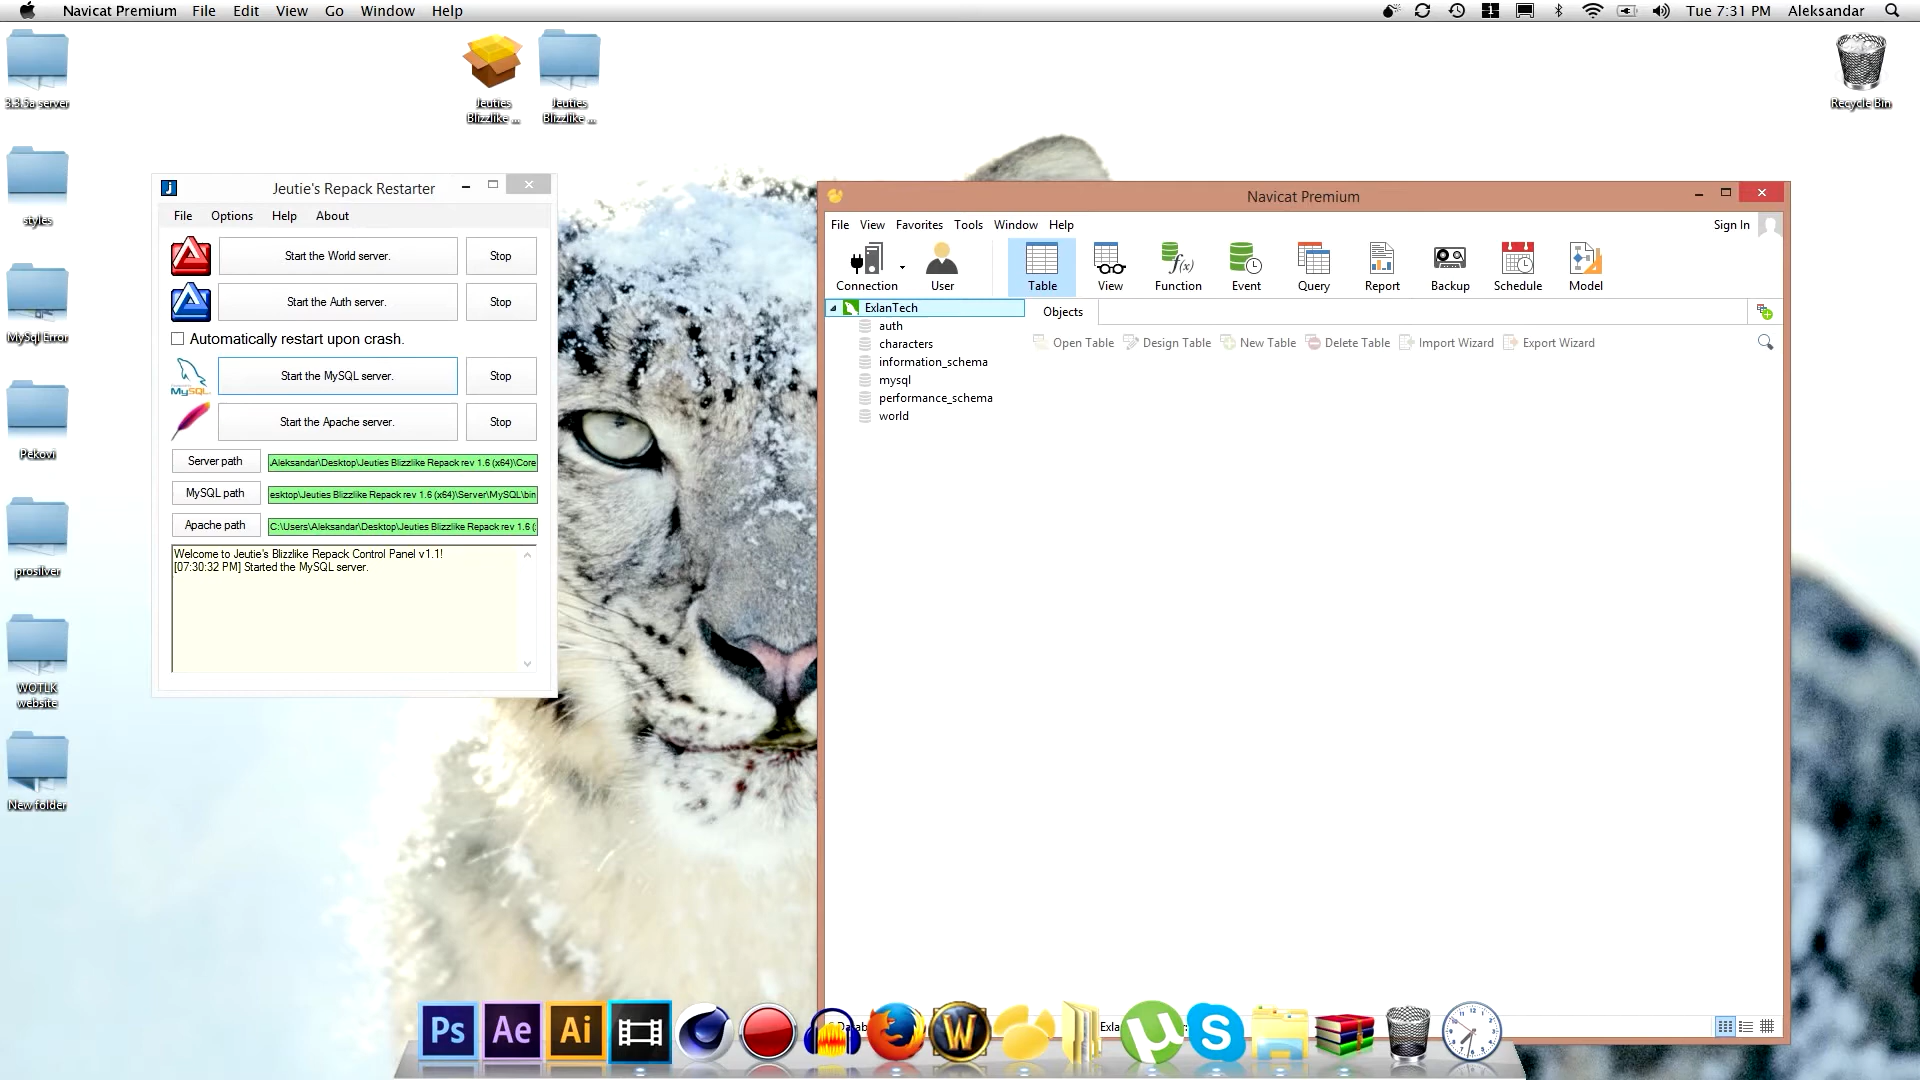 Navicat Premium File Edit View Go Window Help
Tue 7:31 PM Aleksandar
3.3.5a server
styles
MySql Error
Pekovi
prosilver
WOTLK
website
New folder
Jeuties
Blizzlike ...
Jeuties
Blizzlike ...
Recycle Bin
Jeutie's Repack Restarter
File Options Help About
Start the World server. Stop
Start the Auth server. Stop
Automatically restart upon crash.
MySQL
Start the MySQL server. Stop
Start the Apache server. Stop
Server path Aleksandar\Desktop\Jeuties Blizzlike Repack rev 1.6 (x64)\Core
MySQL path esktop\Jeuties Blizzlike Repack rev 1.6 (x64)\Server\MySQL\bin
Apache path C:\Users\Aleksandar\Desktop\Jeuties Blizzlike Repack rev 1.6 (
Welcome to Jeutie's Blizzlike Repack Control Panel v1.1!
[07:30:32 PM] Started the MySQL server.
Navicat Premium
File View Favorites Tools Window Help
Sign In
Connection User Table View Function Event Query Report Backup Schedule Model
ExlanTech
auth
characters
information_schema
mysql
performance_schema
world
Objects
Open Table Design Table New Table Delete Table Import Wizard Export Wizard
Ps Ae Ai W S